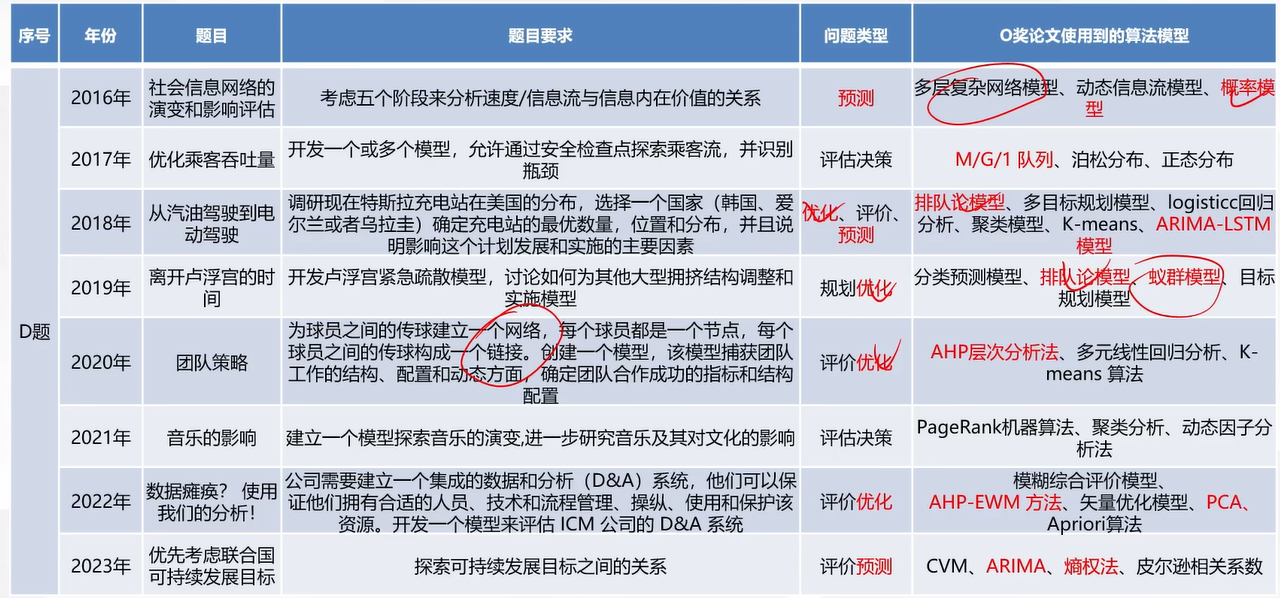 序号 年份 题目 题目要求 问题类型 O奖论文使用到的算法模型
D题
2016年
社会信息网络的
演变和影响评估
考虑五个阶段来分析速度/信息流与信息内在价值的关系
预测
多层复杂网络模型、动态信息流模型、概率模
型
2017年
优化乘客吞吐量
开发一个或多个模型，允许通过安全检查点探索乘客流，并识别
瓶颈
评估决策
M/G/1 队列、泊松分布、正态分布
2018年
从汽油驾驶到电
动驾驶
调研现在特斯拉充电站在美国的分布，选择一个国家（韩国、爱
尔兰或者乌拉圭）确定充电站的最优数量，位置和分布，并且说
明影响这个计划发展和实施的主要因素
优化、评价、
预测
排队论模型、多目标规划模型、logisticc回归
分析、聚类模型、K-means、ARIMA-LSTM
模型
2019年
离开卢浮宫的时
间
开发卢浮宫紧急疏散模型，讨论如何为其他大型拥挤结构调整和
实施模型
规划优化
分类预测模型、排队论模型、蚁群模型、目标
规划模型
2020年
团队策略
为球员之间的传球建立一个网络，每个球员都是一个节点，每个
球员之间的传球构成一个链接。创建一个模型，该模型捕获团队
工作的结构、配置和动态方面，确定团队合作成功的指标和结构
配置
评价优化
AHP层次分析法、多元线性回归分析、K-
means 算法
2021年
音乐的影响
建立一个模型探索音乐的演变,进一步研究音乐及其对文化的影响
评估决策
PageRank机器算法、聚类分析、动态因子分
析法
2022年
数据瘫痪？ 使用
我们的分析！
公司需要建立一个集成的数据和分析（D&A）系统，他们可以保
证他们拥有合适的人员、技术和流程管理、操纵、使用和保护该
资源。开发一个模型来评估 ICM 公司的 D&A 系统
评价优化
模糊综合评价模型、
AHP-EWM 方法、矢量优化模型、PCA、
Apriori算法
2023年
优先考虑联合国
可持续发展目标
探索可持续发展目标之间的关系
评价预测
CVM、ARIMA、熵权法、皮尔逊相关系数